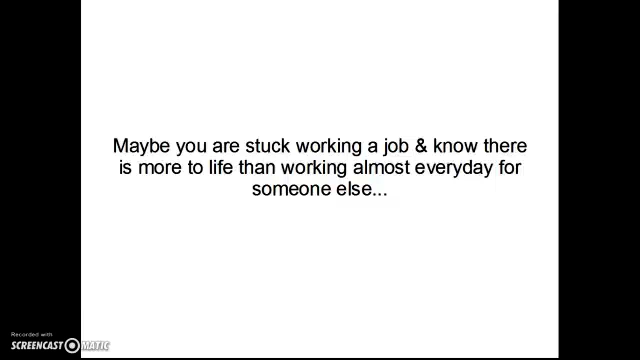 Maybe you are stuck working a job & know there
is more to life than working almost everyday for
someone else...
Recorded with
SCREENCAST MATIC